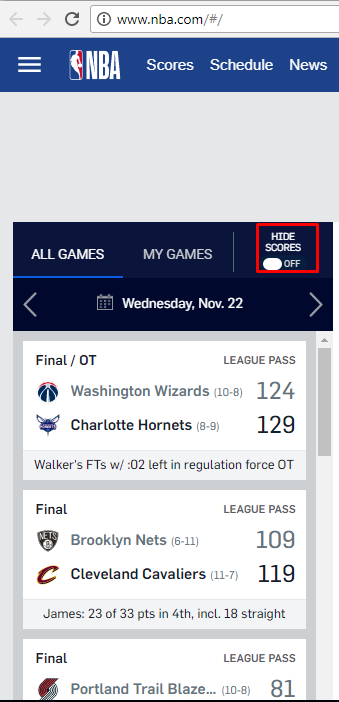 www.nba.com/#/
NBA Scores Schedule News
ALL GAMES MY GAMES HIDE
SCORES
OFF
Wednesday, Nov. 22
Final / OT LEAGUE PASS
Washington Wizards (10-8) 124
Charlotte Hornets (8-9) 129
Walker's FTs w/ :02 left in regulation force OT
Final LEAGUE PASS
NETS
Brooklyn Nets (6-11) 109
Cleveland Cavaliers (11-7) 119
James: 23 of 33 pts in 4th, incl. 18 straight
Final LEAGUE PASS
Portland Trail Blaze... (10-8) 81